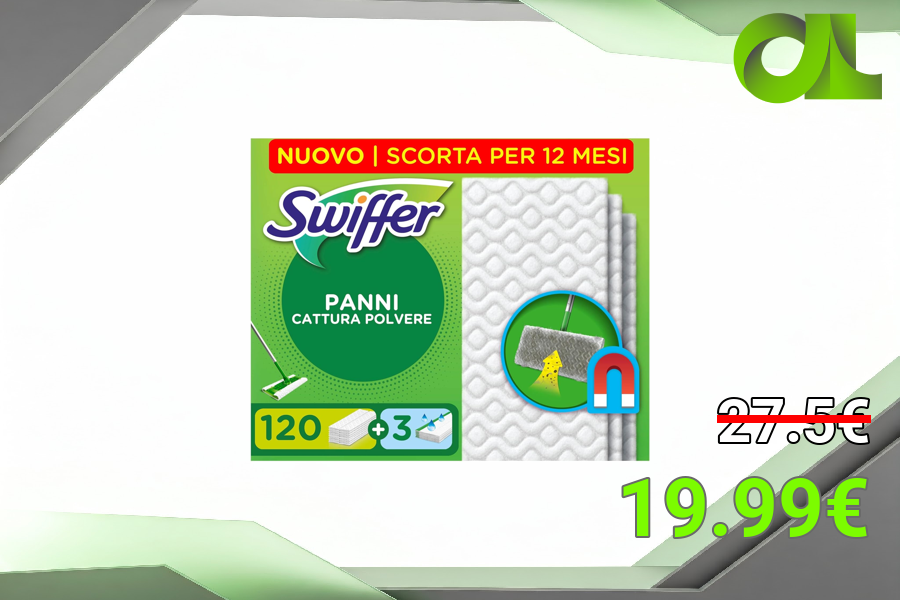 NUOVO | SCORTA PER 12 MESI
Swiffer
PANNI
CATTURA POLVERE
120 + 3
27.5€
19.99€